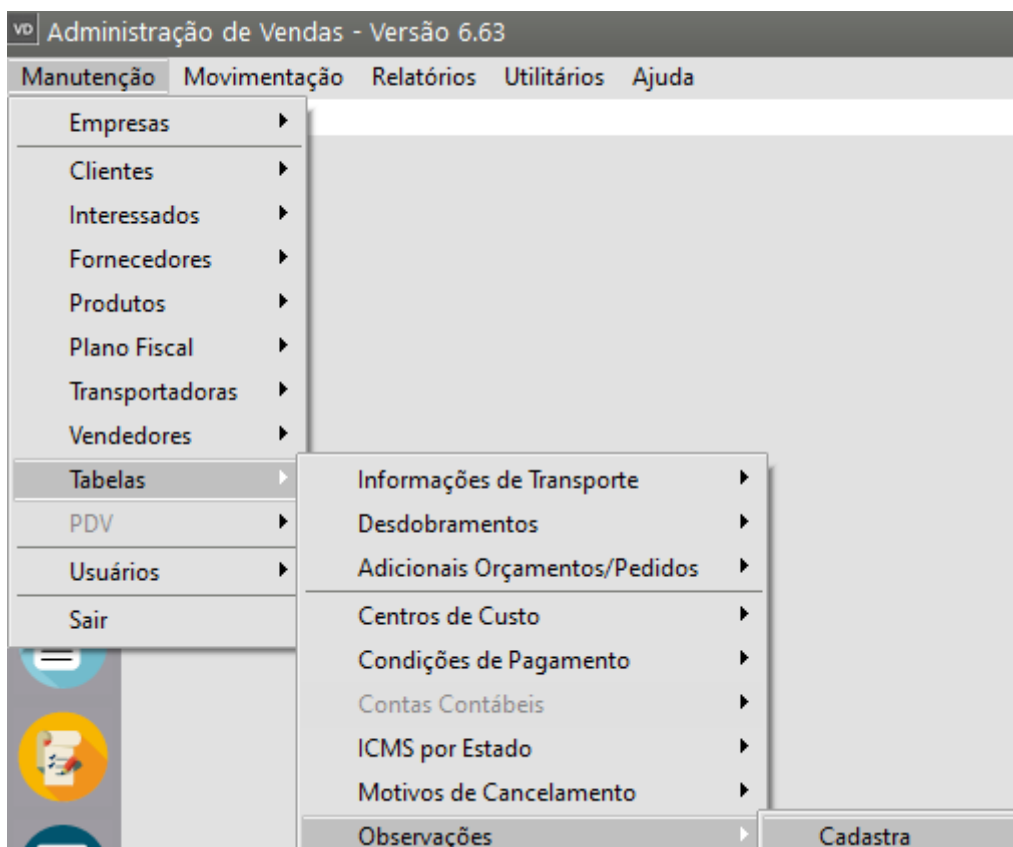 VD Administração de Vendas - Versão 6.63
Manutenção Movimentação Relatórios Utilitários Ajuda
Empresas
Clientes
Interessados
Fornecedores
Produtos
Plano Fiscal
Transportadoras
Vendedores
Tabelas
PDV
Usuários
Sair
Informações de Transporte
Desdobramentos
Adicionais Orçamentos/Pedidos
Centros de Custo
Condições de Pagamento
Contas Contábeis
ICMS por Estado
Motivos de Cancelamento
Observações
Cadastra